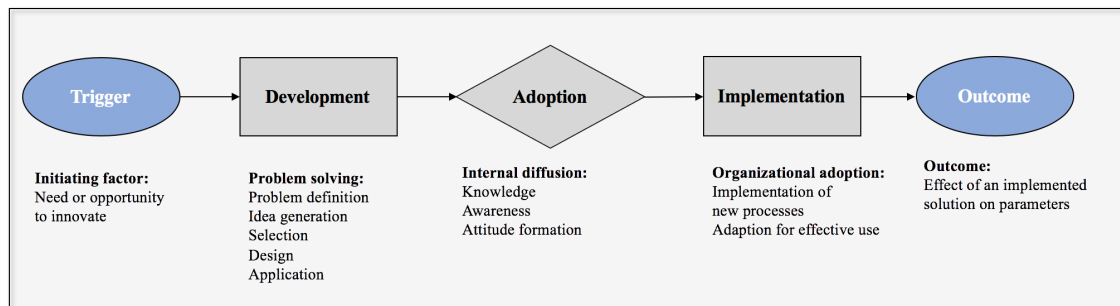 Trigger
Development
Adoption
Implementation
Outcome
Initiating factor:
Need or opportunity
to innovate
Problem solving:
Problem definition
Idea generation
Selection
Design
Application
Internal diffusion:
Knowledge
Awareness
Attitude formation
Organizational adoption:
Implementation of
new processes
Adaption for effective use
Outcome:
Effect of an implemented
solution on parameters